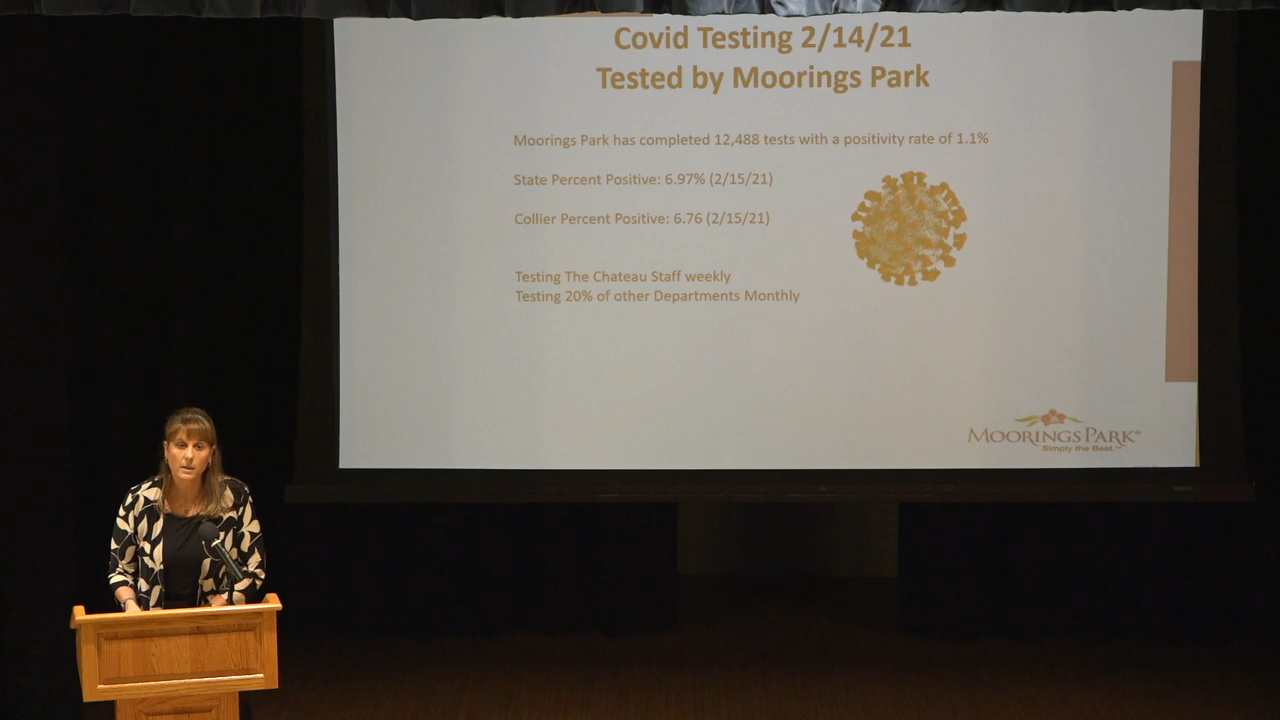 Covid Testing 2/14/21
Tested by Moorings Park
Moorings Park has completed 12,488 tests with a positivity rate of 1.1%
State Percent Positive: 6.97% (2/15/21)
Collier Percent Positive: 6.76 (2/15/21)
Testing The Chateau Staff weekly
Testing 20% of other Departments Monthly
MOORINGS PARK®
Simply the Best.™